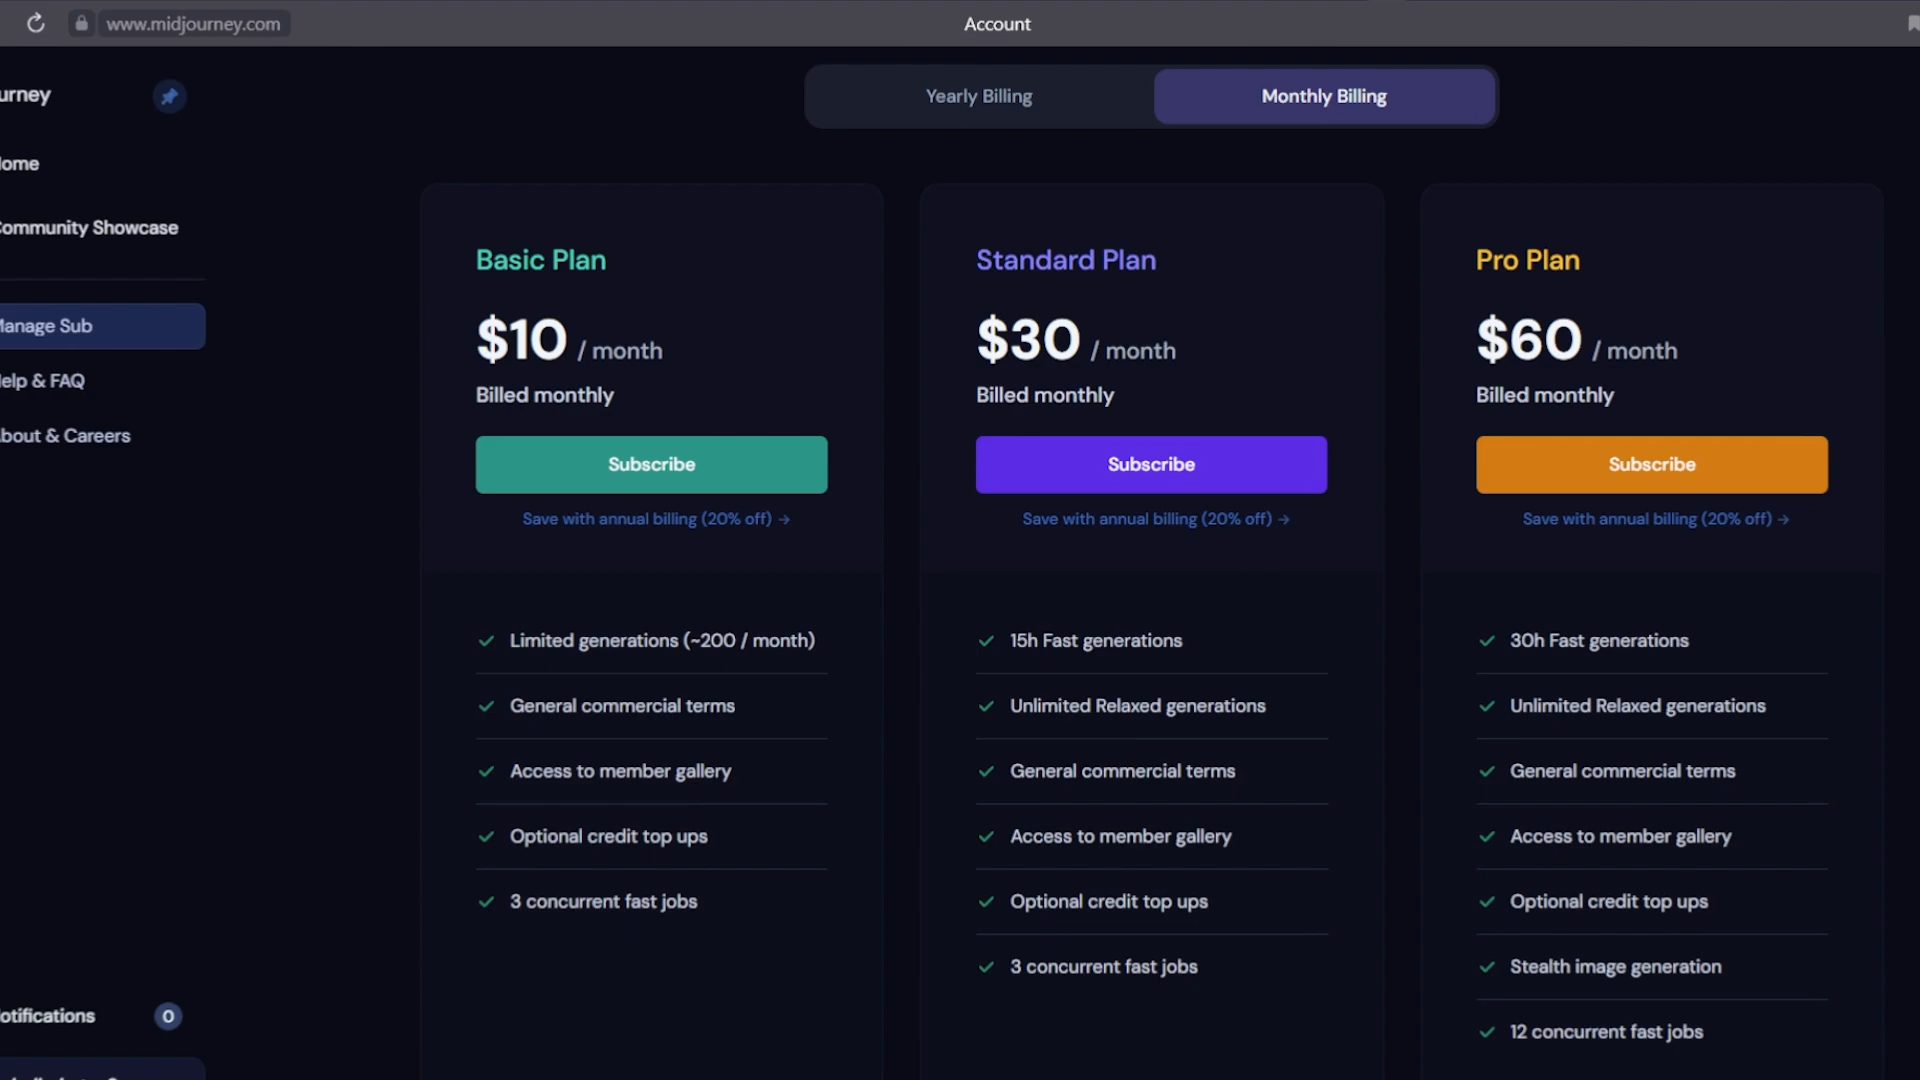 www.midjourney.com
Account
urney
ome
ommunity Showcase
anage Sub
elp & FAQ
bout & Careers
otifications
0
Yearly Billing
Monthly Billing
Basic Plan
$10 / month
Billed monthly
Subscribe
Save with annual billing (20% off) →
✓ Limited generations (~200 / month)
✓ General commercial terms
✓ Access to member gallery
✓ Optional credit top ups
✓ 3 concurrent fast jobs
Standard Plan
$30 / month
Billed monthly
Subscribe
Save with annual billing (20% off) →
✓ 15h Fast generations
✓ Unlimited Relaxed generations
✓ General commercial terms
✓ Access to member gallery
✓ Optional credit top ups
✓ 3 concurrent fast jobs
Pro Plan
$60 / month
Billed monthly
Subscribe
Save with annual billing (20% off) →
✓ 30h Fast generations
✓ Unlimited Relaxed generations
✓ General commercial terms
✓ Access to member gallery
✓ Optional credit top ups
✓ Stealth image generation
✓ 12 concurrent fast jobs